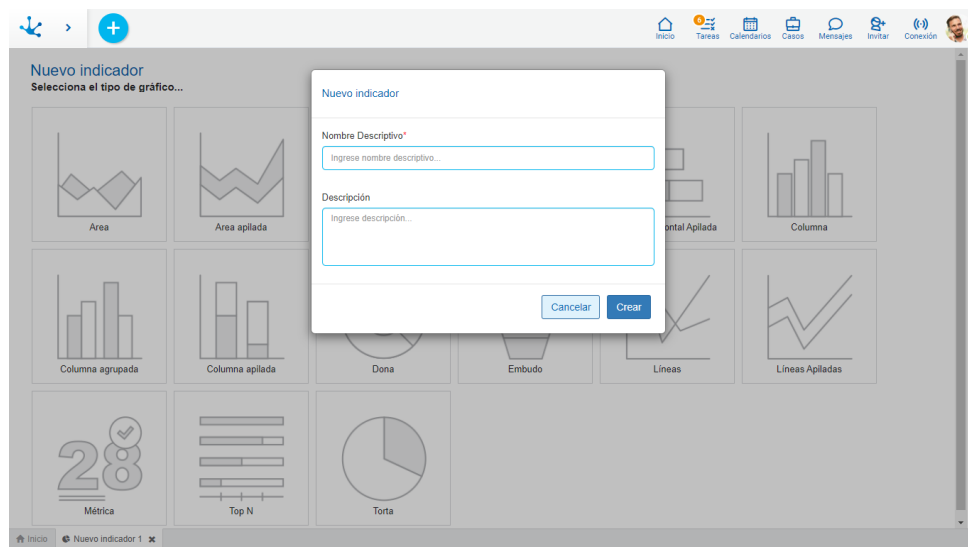 6
Inicio
Tareas
Calendarios
Casos
Mensajes
Invitar
Conexión
Nuevo indicador
Selecciona el tipo de gráfico...
Nuevo indicador
Nombre Descriptivo*
Ingrese nombre descriptivo...
Descripción
Ingrese descripción...
Cancelar
Crear
Area
Area apilada
ontal Apilada
Columna
Columna agrupada
Columna apilada
Dona
Embudo
Líneas
Líneas Apiladas
28
Métrica
Top N
Torta
Inicio
Nuevo indicador 1